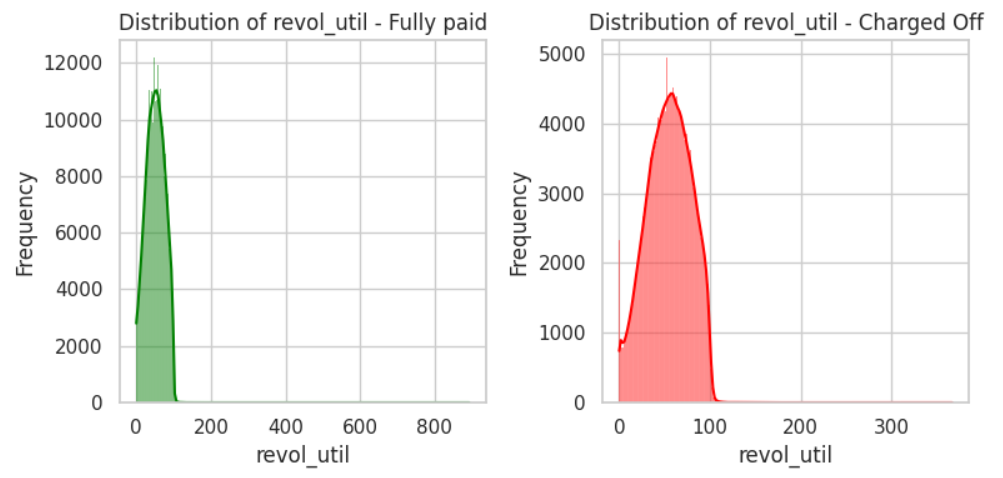 Distribution of revol_util - Fully paid
Frequency
12000
10000
8000
6000
4000
2000
0
0 200 400 600 800
revol_util
Distribution of revol_util - Charged Off
Frequency
5000
4000
3000
2000
1000
0
0 100 200 300
revol_util